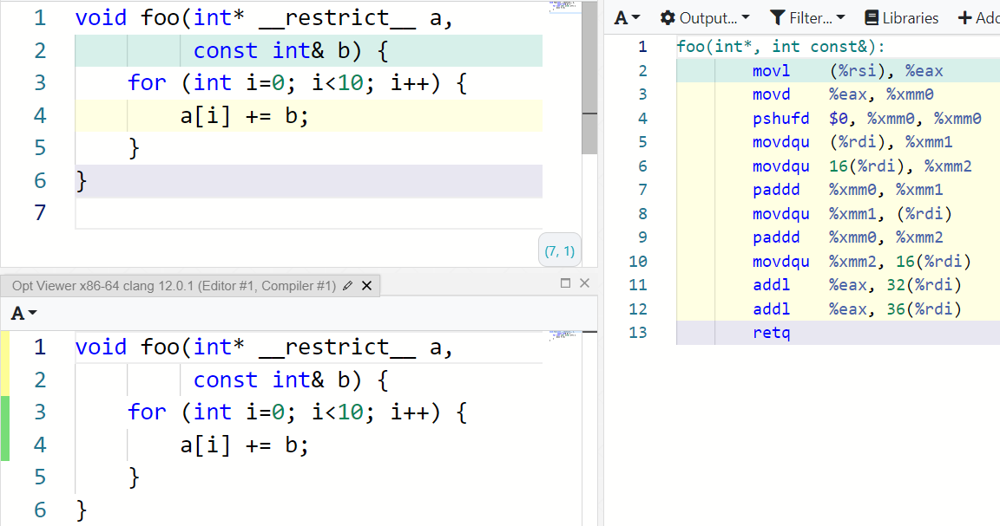 1 void foo(int* __restrict__ a,
2 const int& b) {
3 for (int i=0; i<10; i++) {
4 a[i] += b;
5 }
6 }
7
(7, 1)
Opt Viewer x86-64 clang 12.0.1 (Editor #1, Compiler #1)
A
1 void foo(int* __restrict__ a,
2 const int& b) {
3 for (int i=0; i<10; i++) {
4 a[i] += b;
5 }
6 }
A Output... Filter... Libraries + Add
1 foo(int*, int const&):
2 movl (%rsi), %eax
3 movd %eax, %xmm0
4 pshufd $0, %xmm0, %xmm0
5 movdqu (%rdi), %xmm1
6 movdqu 16(%rdi), %xmm2
7 paddd %xmm0, %xmm1
8 movdqu %xmm1, (%rdi)
9 paddd %xmm0, %xmm2
10 movdqu %xmm2, 16(%rdi)
11 addl %eax, 32(%rdi)
12 addl %eax, 36(%rdi)
13 retq